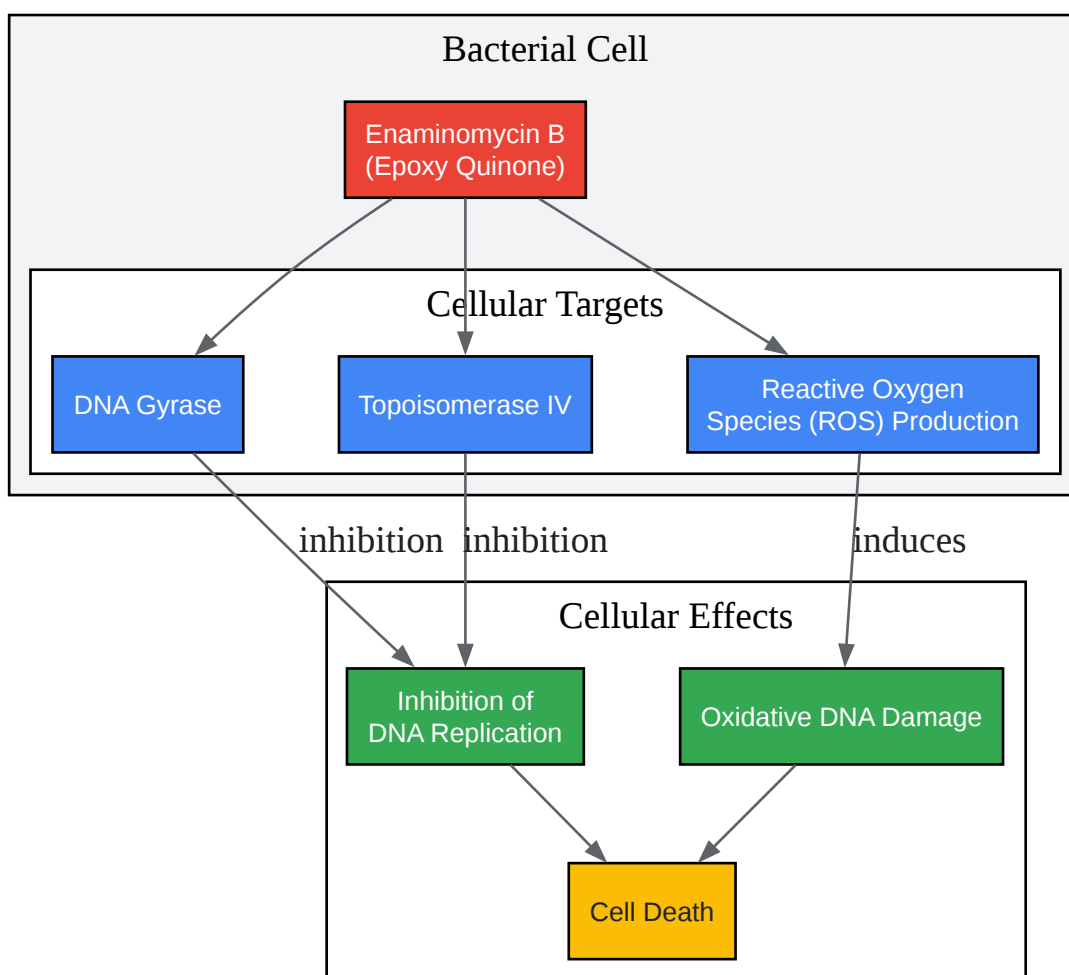 Bacterial Cell
Enaminomycin B
(Epoxy Quinone)
Cellular Targets
DNA Gyrase
Topoisomerase IV
Reactive Oxygen
Species (ROS) Production
inhibition
inhibition
induces
Cellular Effects
Inhibition of
DNA Replication
Oxidative DNA Damage
Cell Death